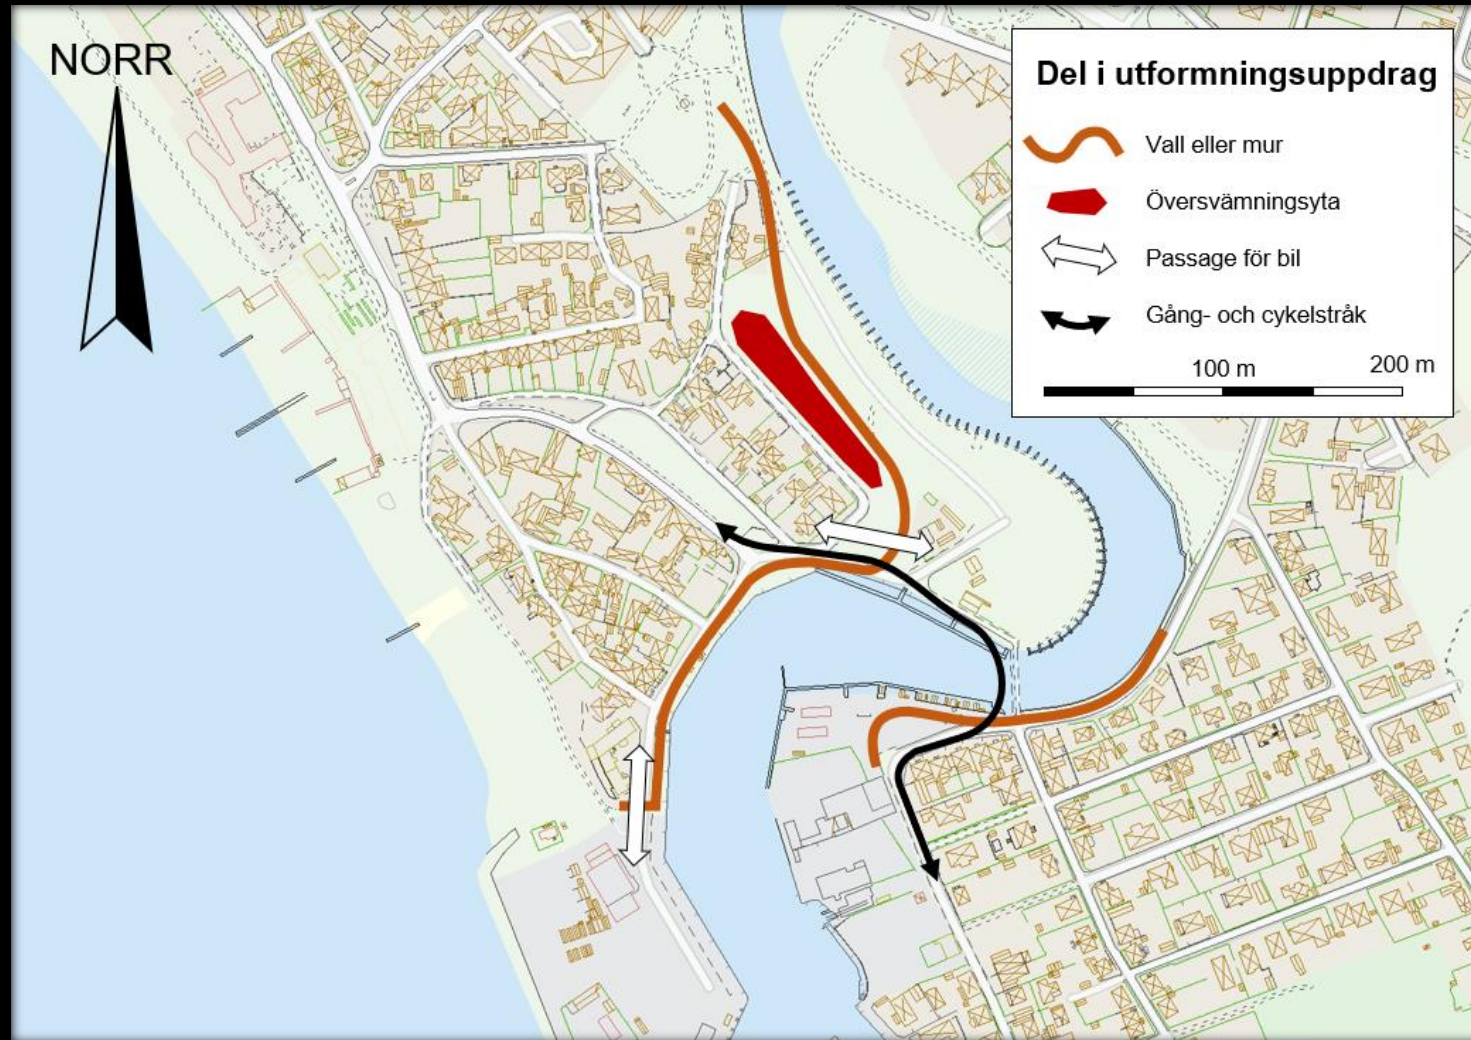 NORR
Del i utformningsuppdrag
Vall eller mur
Översvämningsyta
Passage för bil
Gång- och cykelstråk
100 m 200 m